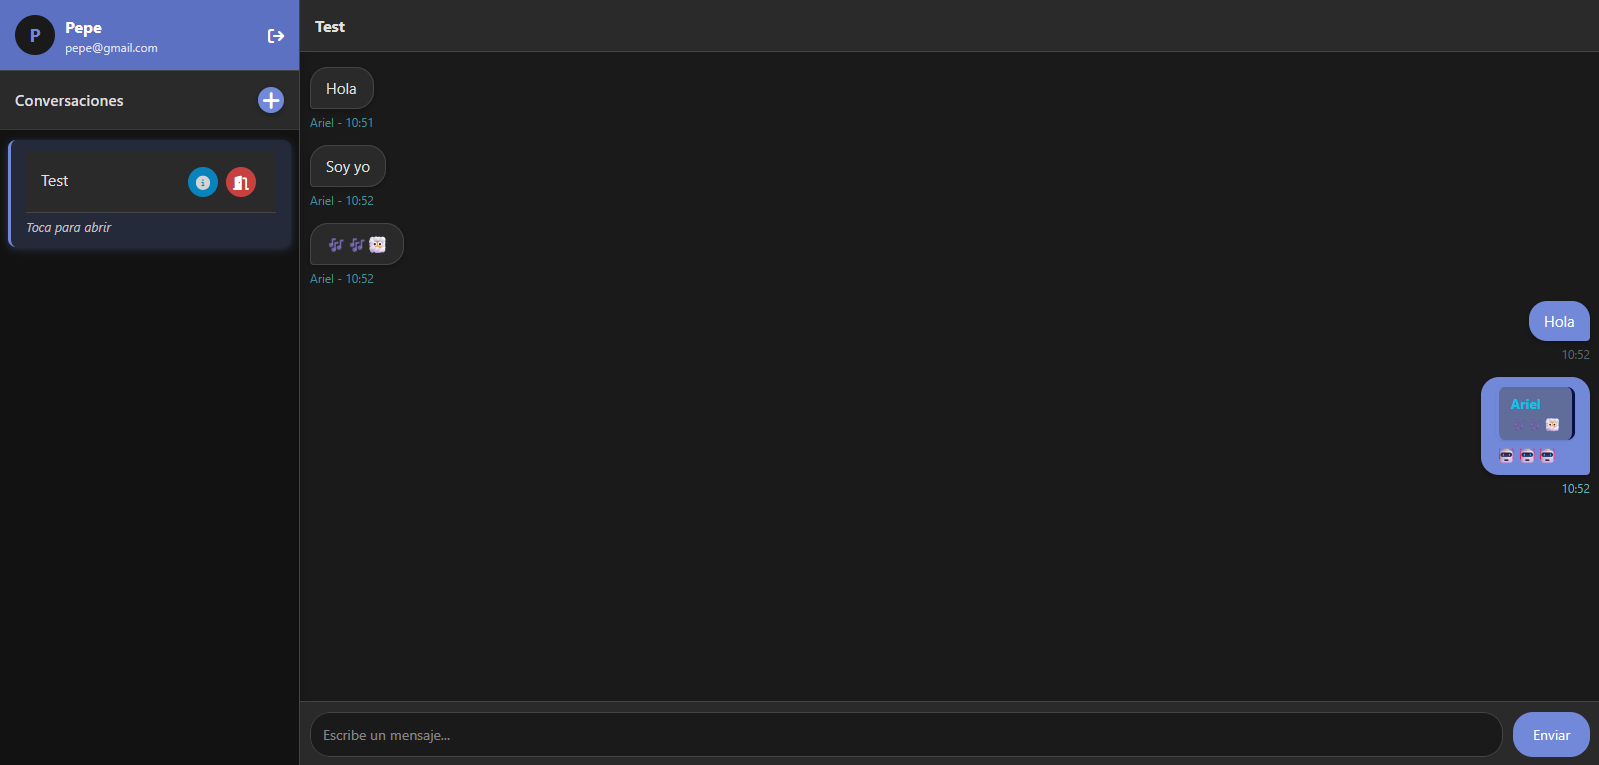 P
Pepe
pepe@gmail.com
Conversaciones
Test
Toca para abrir
Test
Hola
Ariel - 10:51
Soy yo
Ariel - 10:52
Ariel - 10:52
Hola
10:52
Ariel
10:52
Escribe un mensaje...
Enviar